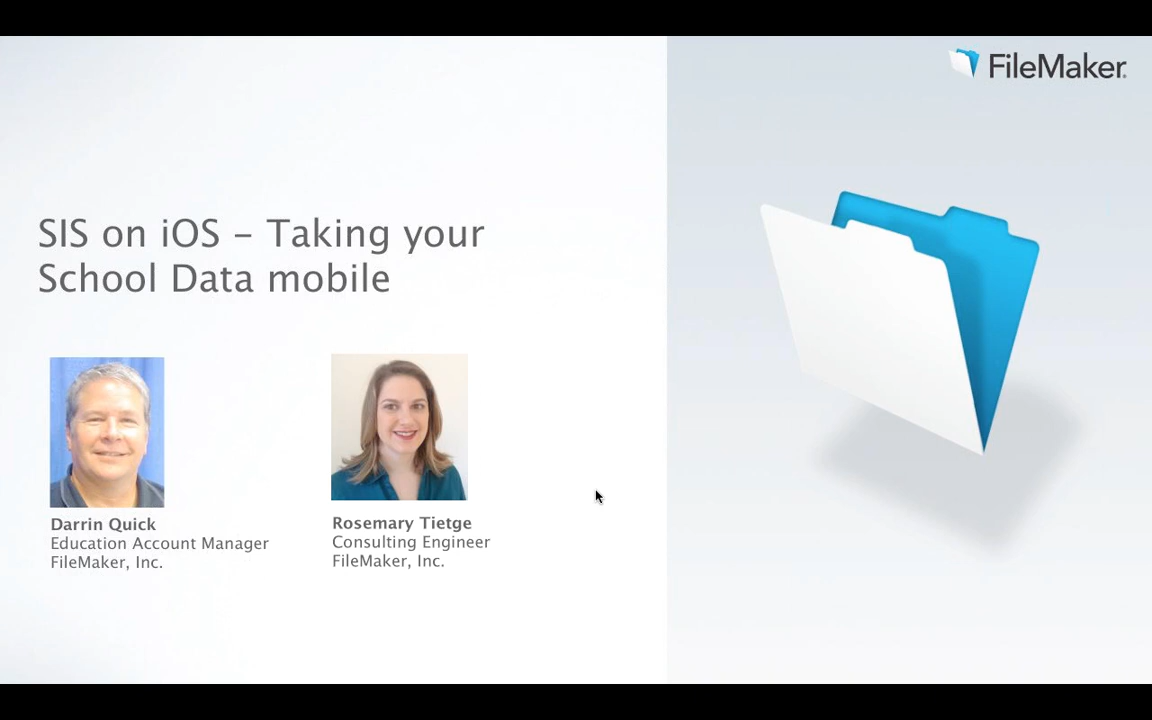 FileMaker.
SIS on iOS – Taking your
School Data mobile
Darrin Quick
Education Account Manager
FileMaker, Inc.
Rosemary Tietge
Consulting Engineer
FileMaker, Inc.